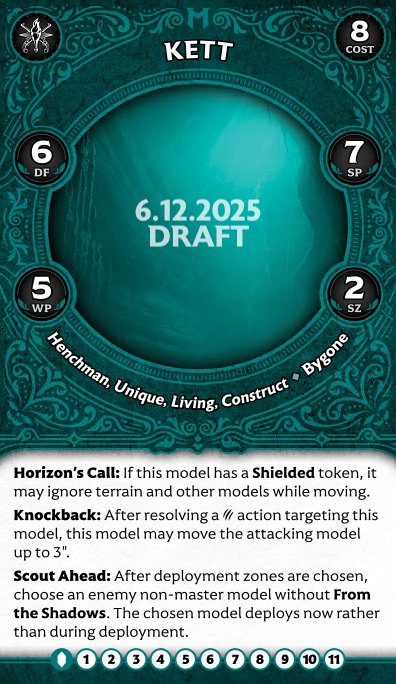 M
KETT
8
COST
6
DF
7
SP
6.12.2025
DRAFT
5
WP
2
SZ
Henchman, Unique, Living, Construct • Bygone
Horizon's Call: If this model has a Shielded token, it
may ignore terrain and other models while moving.
Knockback: After resolving a action targeting this
model, this model may move the attacking model
up to 3".
Scout Ahead: After deployment zones are chosen,
choose an enemy non-master model without From
the Shadows. The chosen model deploys now rather
than during deployment.
1 2 3 4 5 6 7 8 9 10 11